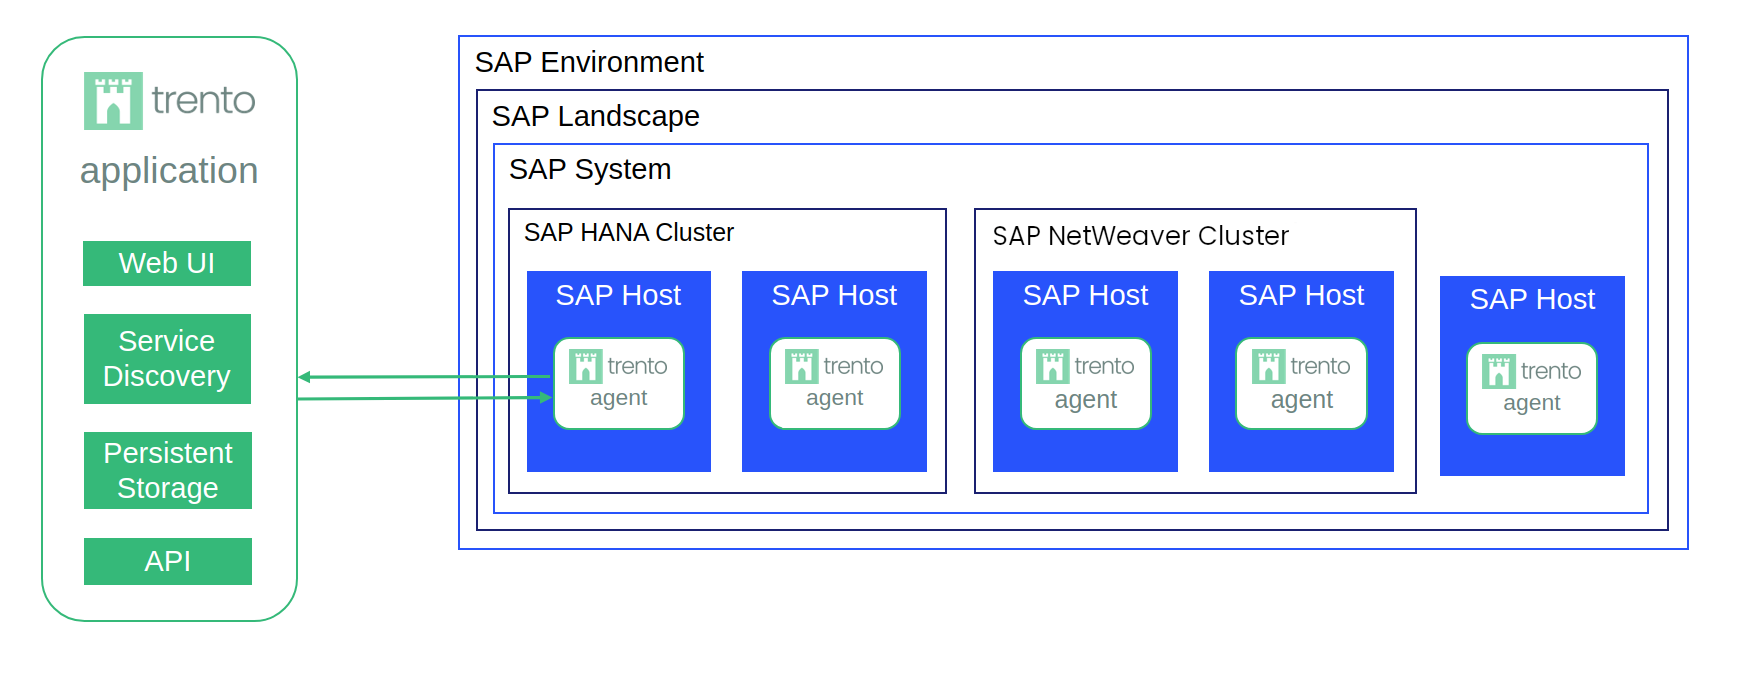 trento
application
Web UI
Service
Discovery
Persistent
Storage
API
SAP Environment
SAP Landscape
SAP System
SAP HANA Cluster
SAP Host
trento
agent
SAP Host
trento
agent
SAP NetWeaver Cluster
SAP Host
trento
agent
SAP Host
trento
agent
SAP Host
trento
agent